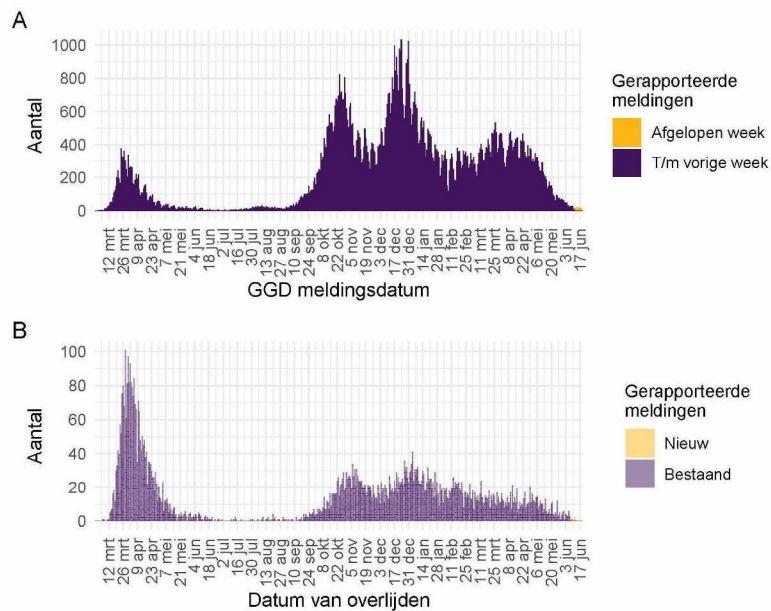 A
1000
800
600
400
200
0
Aantal
12 mrt
26 mrt
9 apr
23 apr
7 mei
21 mei
4 jun
18 jun
2 jul
16 jul
30 jul
13 aug
27 aug
10 sep
24 sep
8 okt
22 okt
5 nov
19 nov
3 dec
17 dec
31 dec
14 jan
28 jan
11 feb
25 feb
11 mrt
25 mrt
8 apr
22 apr
6 mei
20 mei
3 jun
17 jun
GGD meldingsdatum
Gerapporteerde
meldingen
Afgelopen week
T/m vorige week
B
100
80
60
40
20
0
Aantal
12 mrt
26 mrt
9 apr
23 apr
7 mei
21 mei
4 jun
18 jun
2 jul
16 jul
30 jul
13 aug
27 aug
10 sep
24 sep
8 okt
22 okt
5 nov
19 nov
3 dec
17 dec
31 dec
14 jan
28 jan
11 feb
25 feb
11 mrt
25 mrt
8 apr
22 apr
6 mei
20 mei
3 jun
17 jun
Datum van overlijden
Gerapporteerde
meldingen
Nieuw
Bestaand